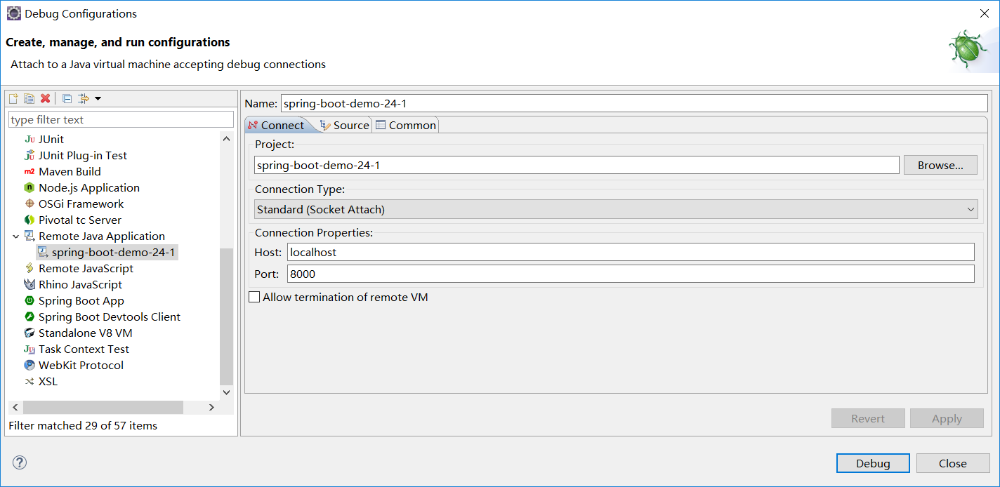 Debug Configurations
Create, manage, and run configurations
Attach to a Java virtual machine accepting debug connections
type filter text
JUnit
JUnit Plug-in Test
Maven Build
Node.js Application
OSGi Framework
Pivotal tc Server
Remote Java Application
spring-boot-demo-24-1
Remote JavaScript
Rhino JavaScript
Spring Boot App
Spring Boot Devtools Client
Standalone V8 VM
Task Context Test
WebKit Protocol
XSL
Filter matched 29 of 57 items
Name: spring-boot-demo-24-1
Connect Source Common
Project:
spring-boot-demo-24-1 Browse...
Connection Type:
Standard (Socket Attach)
Connection Properties:
Host: localhost
Port: 8000
Allow termination of remote VM
Revert Apply
Debug Close